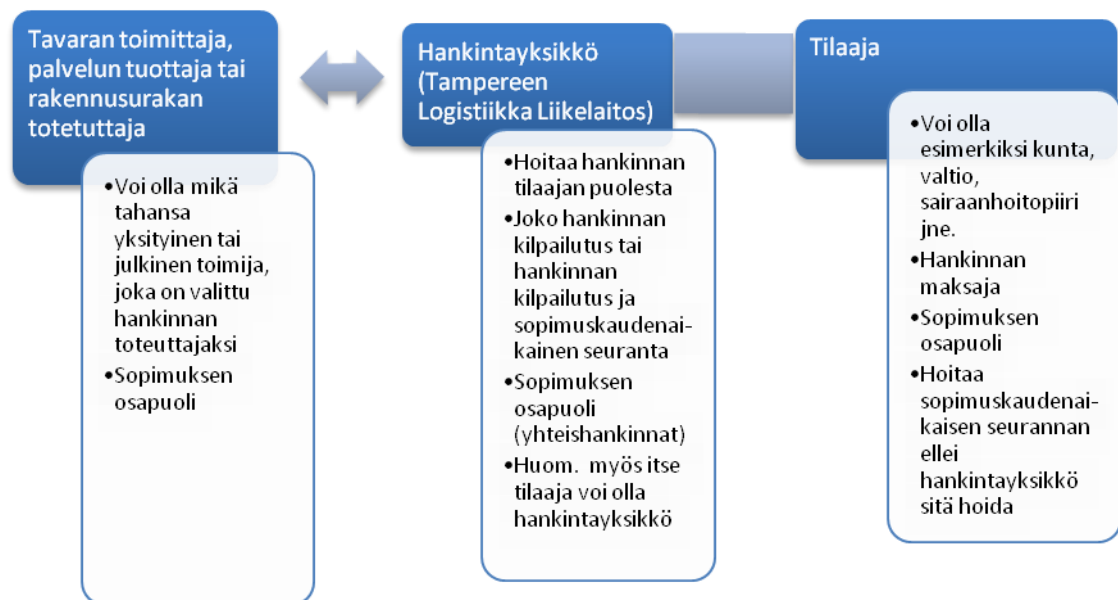 Tavaran toimittaja,
palvelun tuottaja tai
rakennusurakan
totetuttaja
•Voi olla mikä
tahansa
yksityinen tai
julkinen toimija,
joka on valittu
hankinnan
toteuttajaksi
•Sopimuksen
osapuoli
Hankintayksikkö
(Tampereen
Logistiikka Liikelaitos)
•Hoitaa hankinnan
tilaajan puolesta
•Joko hankinnan
kilpailutus tai
hankinnan
kilpailutus ja
sopimuskaudenai-
kainen seuranta
•Sopimuksen
osapuoli
(yhteishankinnat)
•Huom. myös itse
tilaaja voi olla
hankintayksikkö
Tilaaja
•Voi olla
esimerkiksi kunta,
valtio,
sairaanhoitopiiri
jne.
•Hankinnan
maksaja
•Sopimuksen
osapuoli
•Hoitaa
sopimuskaudenai-
kaisen seurannan
ellei
hankintayksikkö
sitä hoida